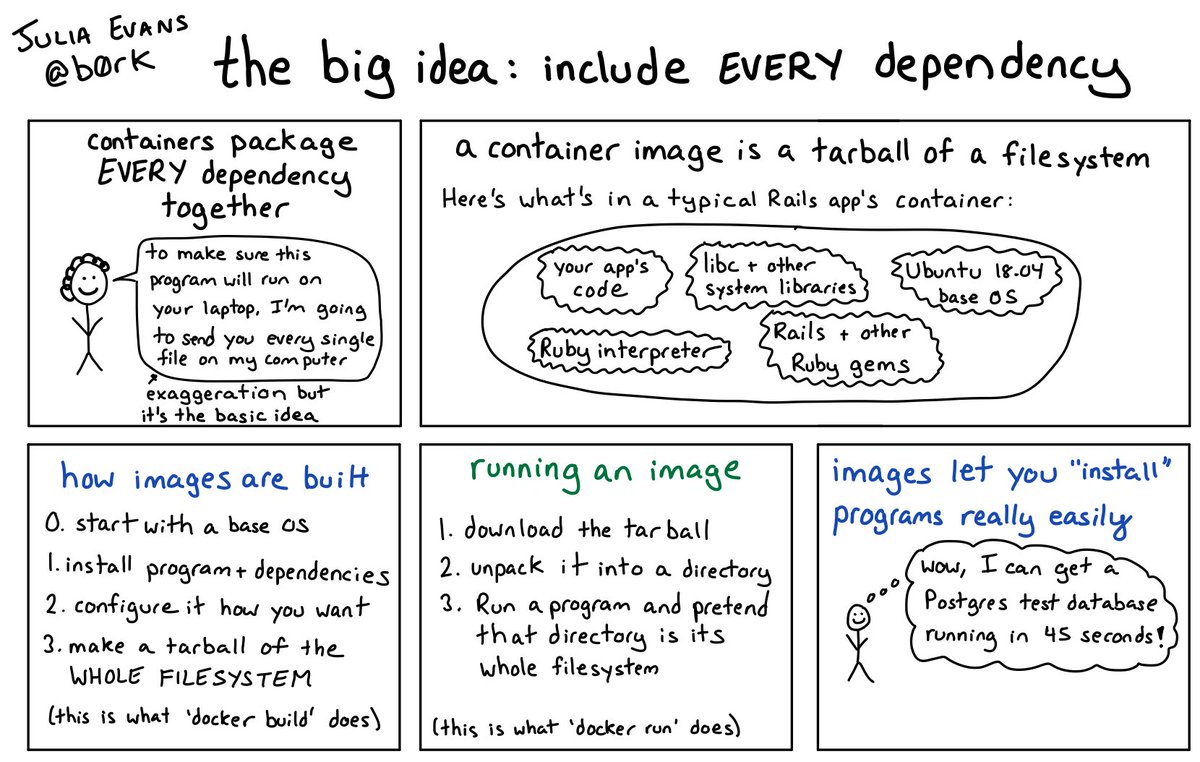 JULIA EVANS
@b0rk
the big idea: include EVERY dependency
containers package
EVERY dependency
together
to make sure this
program will run on
your laptop, I'm going
to send you every single
file on my computer
exaggeration but
it's the basic idea
a container image is a tarball of a filesystem
Here's what's in a typical Rails app's container:
your app's
code
libc + other
system libraries
Ubuntu 18.04
base OS
Ruby interpreter
Rails + other
Ruby gems
how images are built
0. start with a base OS
1. install program + dependencies
2. configure it how you want
3. make a tarball of the
WHOLE FILESYSTEM
(this is what 'docker build' does)
running an image
1. download the tarball
2. unpack it into a directory
3. Run a program and pretend
that directory is its
whole filesystem
(this is what 'docker run' does)
images let you "install"
programs really easily
wow, I can get a
Postgres test database
running in 45 seconds!